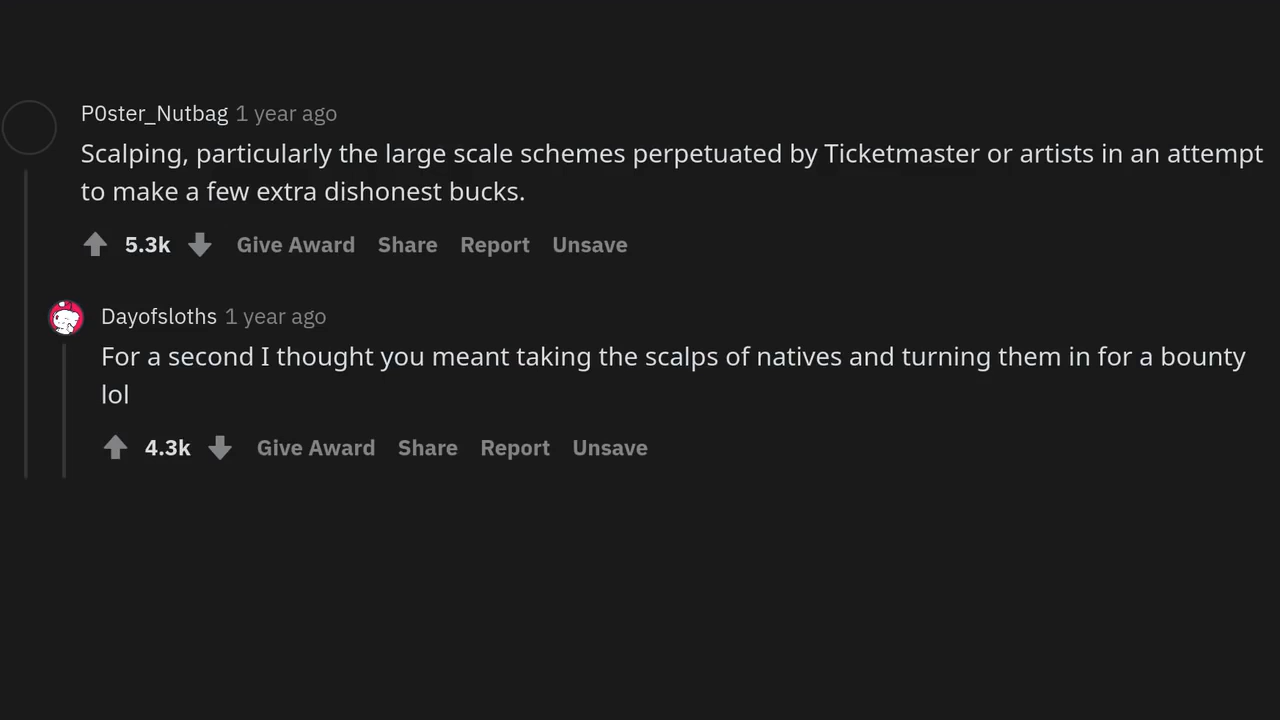 P0ster_Nutbag 1 year ago
Scalping, particularly the large scale schemes perpetuated by Ticketmaster or artists in an attempt
to make a few extra dishonest bucks.
5.3k Give Award Share Report Unsave
Dayofsloths 1 year ago
For a second I thought you meant taking the scalps of natives and turning them in for a bounty
lol
4.3k Give Award Share Report Unsave